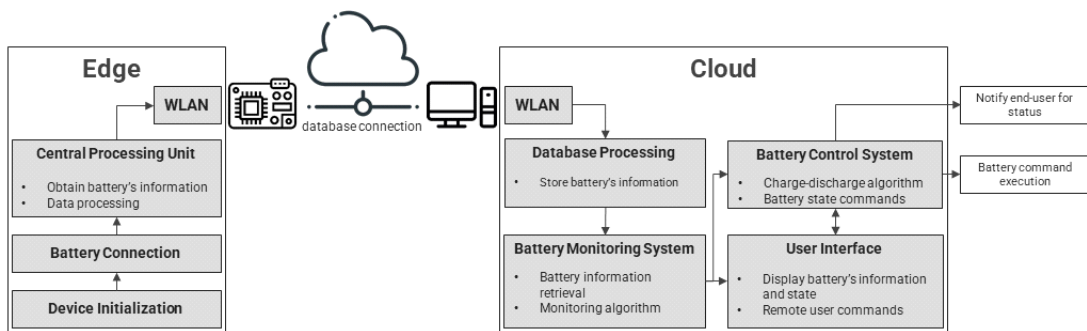 Edge
WLAN
Central Processing Unit
• Obtain battery's information
• Data processing
Battery Connection
Device Initialization
database connection
Cloud
WLAN
Database Processing
• Store battery's information
Battery Monitoring System
• Battery information
retrieval
• Monitoring algorithm
Battery Control System
• Charge-discharge algorithm
• Battery state commands
User Interface
• Display battery's information
and state
• Remote user commands
Notify end-user for
status
Battery command
execution